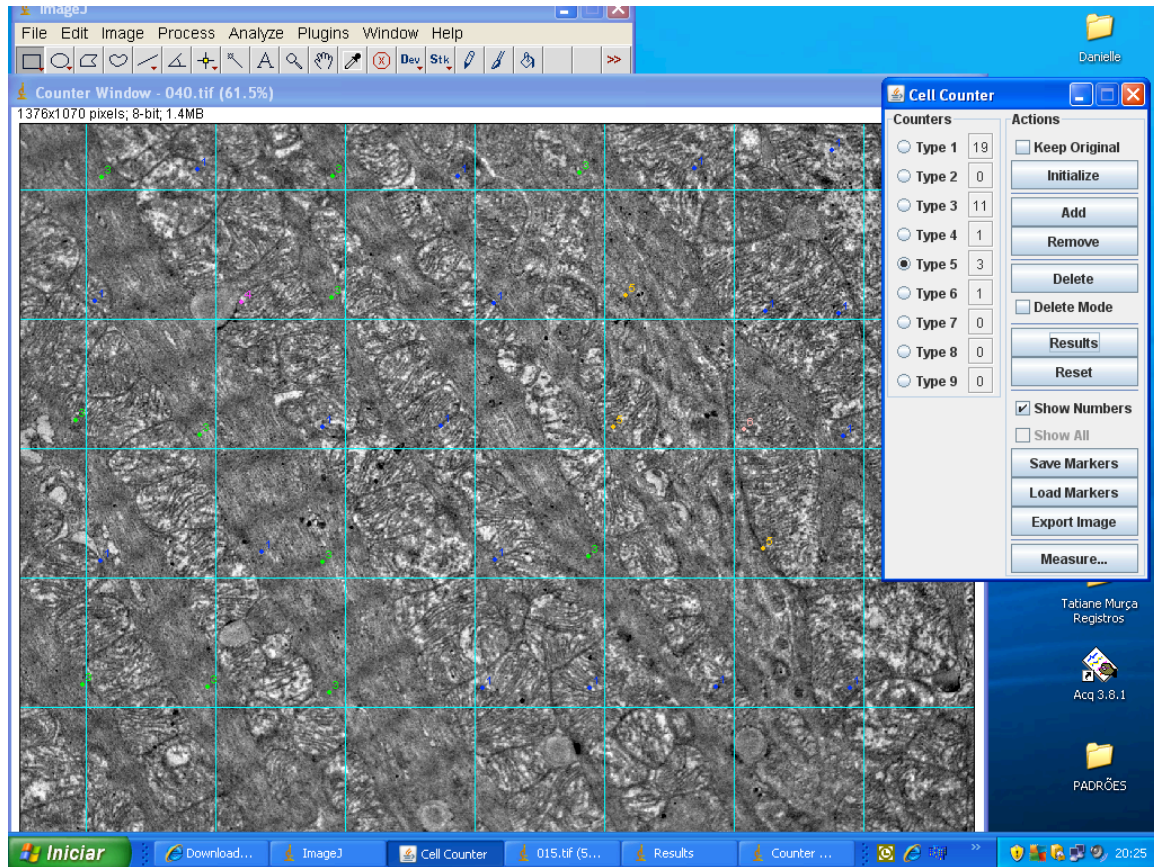 ImageJ
File Edit Image Process Analyze Plugins Window Help
Dev Stk >>
Danielle
Counter Window - 040.tif (61.5%)
1376x1070 pixels; 8-bit; 1.4MB
Cell Counter
Counters Actions
Type 1 19 Keep Original
Type 2 0 Initialize
Type 3 11 Add
Type 4 1 Remove
Type 5 3 Delete
Type 6 1 Delete Mode
Type 7 0 Results
Type 8 0 Reset
Type 9 0
Show Numbers
Show All
Save Markers
Load Markers
Export Image
Measure...
Tatiane Murça
Registros
Acq 3.8.1
PADRÕES
Iniciar Download... ImageJ Cell Counter 015.tif (5... Results Counter ... 20:25